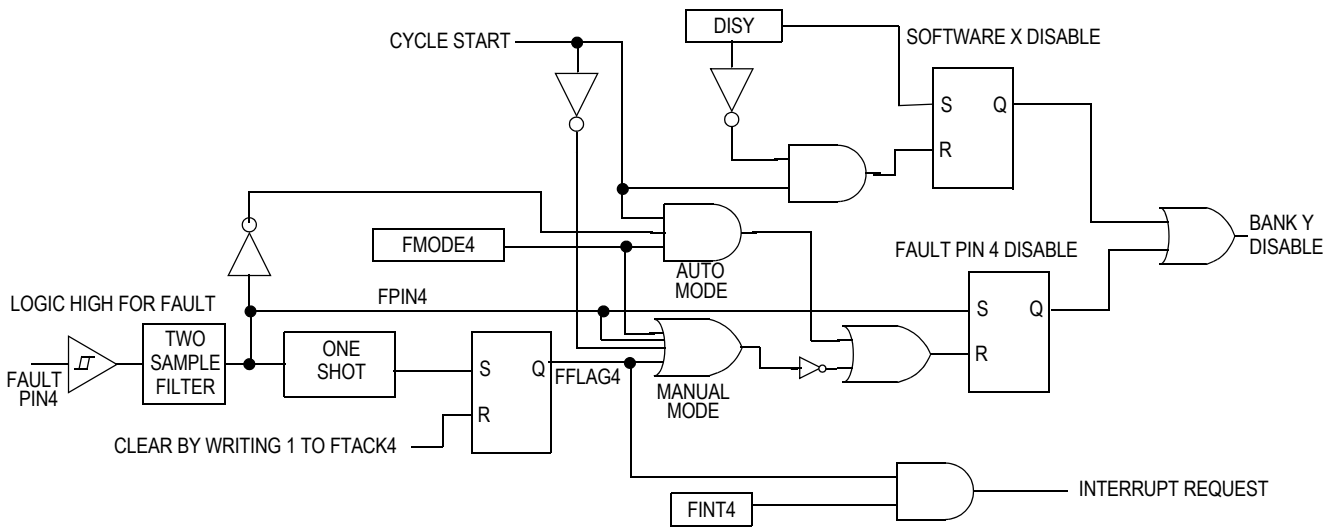 DISY
CYCLE START
SOFTWARE X DISABLE
S
Q
R
BANK Y
DISABLE
FMODE4
AUTO
MODE
FAULT PIN 4 DISABLE
LOGIC HIGH FOR FAULT
FPIN4
S
Q
R
FAULT
PIN4
TWO
SAMPLE
FILTER
ONE
SHOT
S
Q
R
FFLAG4
MANUAL
MODE
CLEAR BY WRITING 1 TO FTACK4
FINT4
INTERRUPT REQUEST